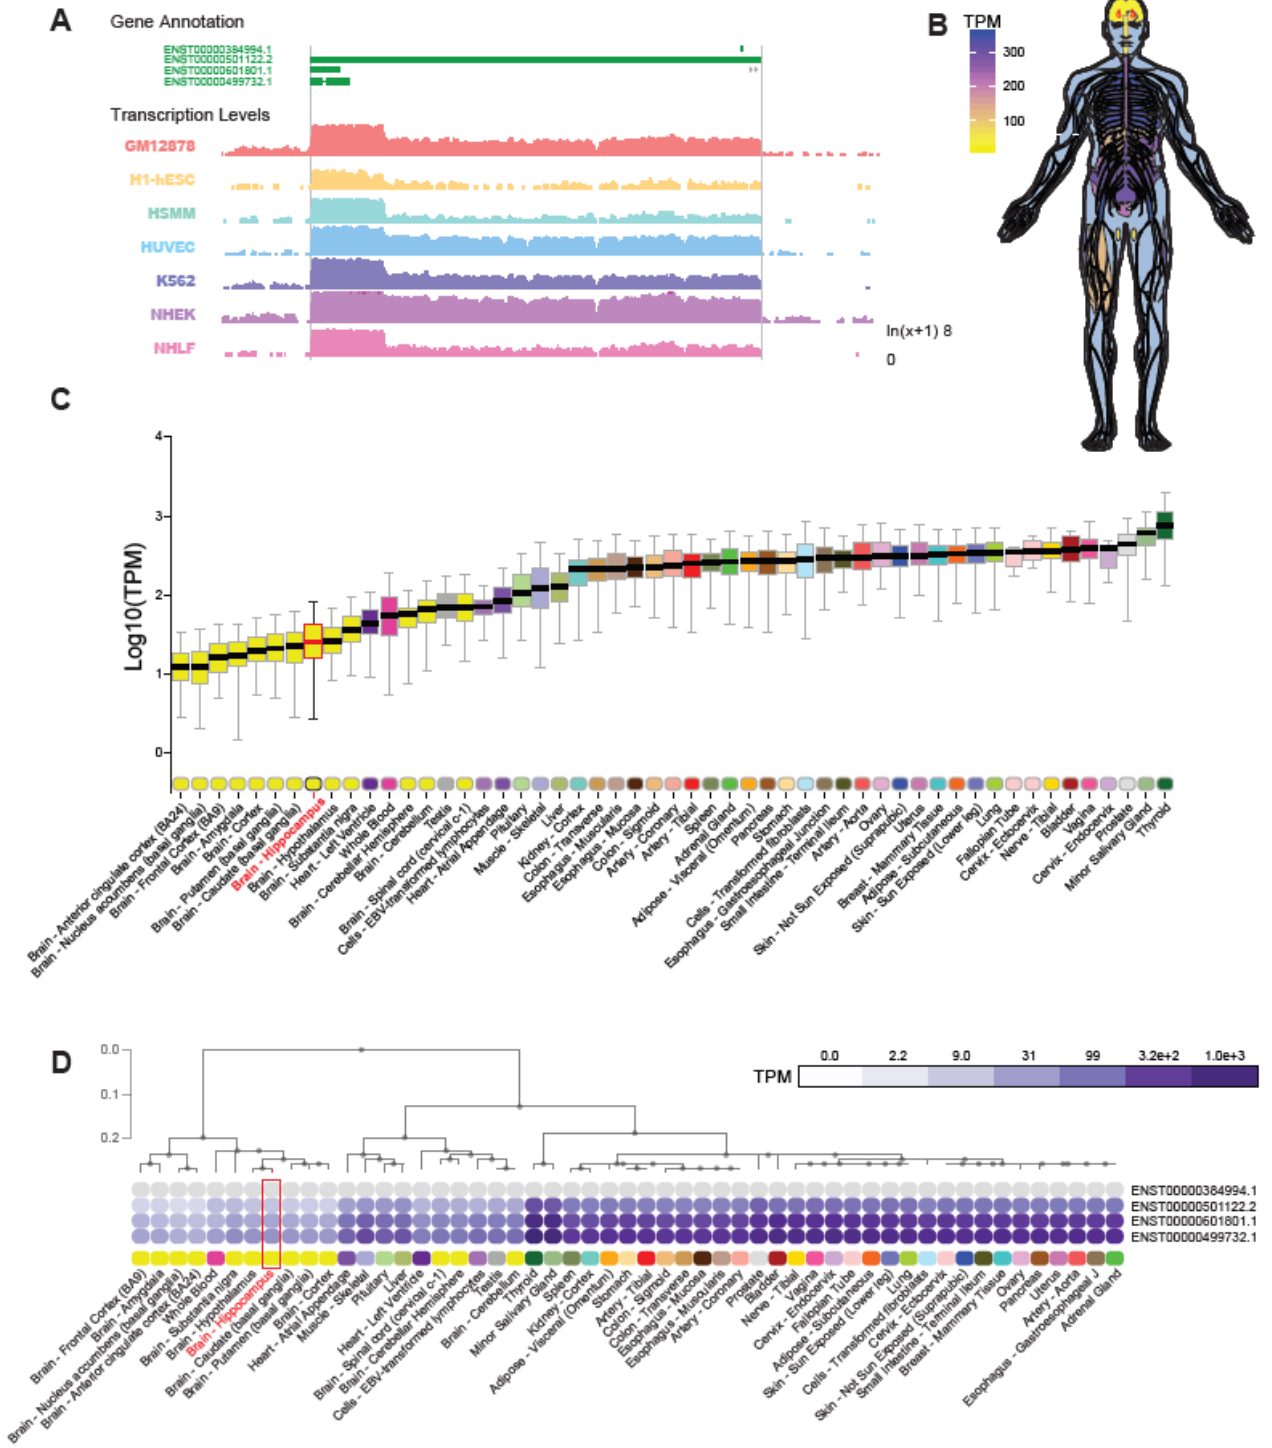 A
Gene Annotation
ENST00000384994.1
ENST00000501122.2
ENST00000601801.1
ENST00000499732.1
Transcription Levels
GM12878
H1-hESC
HSMM
HUVEC
K562
NHEK
NHLF
ln(x+1) 8
0
B
TPM
300
200
100
C
Log10(TPM)
4
3
2
1
0
Brain - Anterior cingulate cortex (BA24)
Brain - Nucleus accumbens (basal ganglia)
Brain - Frontal Cortex (BA9)
Brain - Amygdala
Brain - Cortex
Brain - Putamen (basal ganglia)
Brain - Caudate (basal ganglia)
Brain - Hippocampus
Brain - Hypothalamus
Brain - Substantia nigra
Heart - Left Ventricle
Whole Blood
Brain - Cerebellar Hemisphere
Brain - Cerebellum
Testis
Brain - Spinal cord (cervical c-1)
Cells - EBV-transformed lymphocytes
Heart - Atrial Appendage
Pituitary
Muscle - Skeletal
Liver
Kidney - Cortex
Colon - Transverse
Esophagus - Muscularis
Esophagus - Mucosa
Colon - Sigmoid
Artery - Coronary
Artery - Tibial
Spleen
Adrenal Gland
Adipose - Visceral (Omentum)
Pancreas
Stomach
Cells - Transformed fibroblasts
Esophagus - Gastroesophageal Junction
Small Intestine - Terminal Ileum
Artery - Aorta
Ovary
Skin - Not Sun Exposed (Suprapubic)
Uterus
Breast - Mammary Tissue
Adipose - Subcutaneous
Skin - Sun Exposed (Lower leg)
Lung
Fallopian Tube
Cervix - Ectocervix
Nerve - Tibial
Bladder
Vagina
Cervix - Endocervix
Prostate
Minor Salivary Gland
Thyroid
D
0.0
0.1
0.2
TPM
0.0 2.2 9.0 31 99 3.2e+2 1.0e+3
ENST00000384994.1
ENST00000501122.2
ENST00000601801.1
ENST00000499732.1
Brain - Frontal Cortex (BA9)
Brain - Amygdala
Brain - Nucleus accumbens (basal ganglia)
Brain - Anterior cingulate cortex (BA24)
Whole Blood
Brain - Substantia nigra
Brain - Hypothalamus
Brain - Hippocampus
Brain - Caudate (basal ganglia)
Brain - Putamen (basal ganglia)
Brain - Cortex
Heart - Atrial Appendage
Muscle - Skeletal
Pituitary
Liver
Heart - Left Ventricle
Brain - Spinal cord (cervical c-1)
Brain - Cerebellar Hemisphere
Cells - EBV-transformed lymphocytes
Testis
Brain - Cerebellum
Thyroid
Minor Salivary Gland
Spleen
Kidney - Cortex
Adipose - Visceral (Omentum)
Stomach
Artery - Tibial
Colon - Sigmoid
Colon - Transverse
Esophagus - Mucosa
Esophagus - Muscularis
Artery - Coronary
Prostate
Bladder
Nerve - Tibial
Vagina
Cervix - Endocervix
Fallopian Tube
Adipose - Subcutaneous
Skin - Sun Exposed (Lower leg)
Lung
Cells - Transformed fibroblasts
Cervix - Ectocervix
Skin - Not Sun Exposed (Suprapubic)
Small Intestine - Terminal Ileum
Breast - Mammary Tissue
Ovary
Pancreas
Uterus
Artery - Aorta
Esophagus - Gastroesophageal J
Adrenal Gland